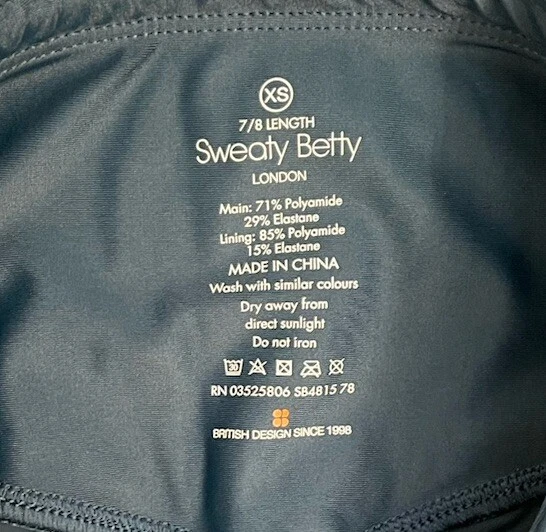 XS
7/8 LENGTH
Sweaty Betty
LONDON
Main: 71% Polyamide
29% Elastane
Lining: 85% Polyamide
15% Elastane
MADE IN CHINA
Wash with similar colours
Dry away from
direct sunlight
Do not iron
30
RN 03525806 SB4815 78
BRITISH DESIGN SINCE 1998